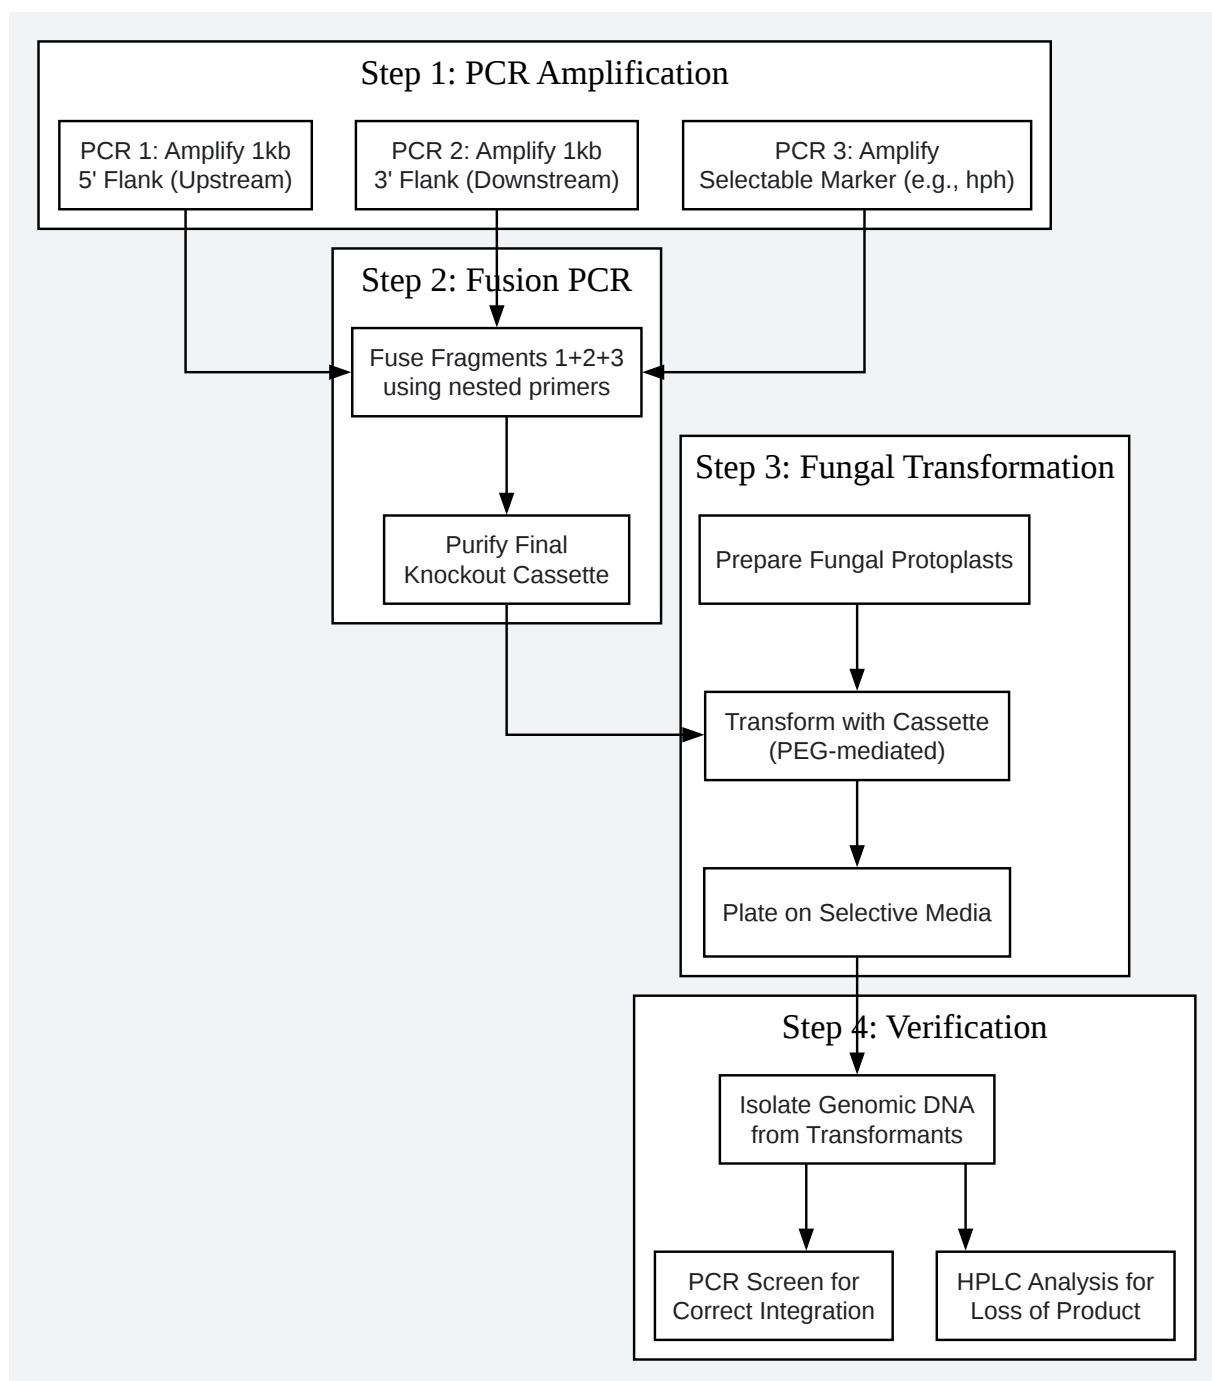 Step 1: PCR Amplification
PCR 1: Amplify 1kb
5' Flank (Upstream)
PCR 2: Amplify 1kb
3' Flank (Downstream)
PCR 3: Amplify
Selectable Marker (e.g., hph)
Step 2: Fusion PCR
Fuse Fragments 1+2+3
using nested primers
Purify Final
Knockout Cassette
Step 3: Fungal Transformation
Prepare Fungal Protoplasts
Transform with Cassette
(PEG-mediated)
Plate on Selective Media
Step 4: Verification
Isolate Genomic DNA
from Transformants
PCR Screen for
Correct Integration
HPLC Analysis for
Loss of Product